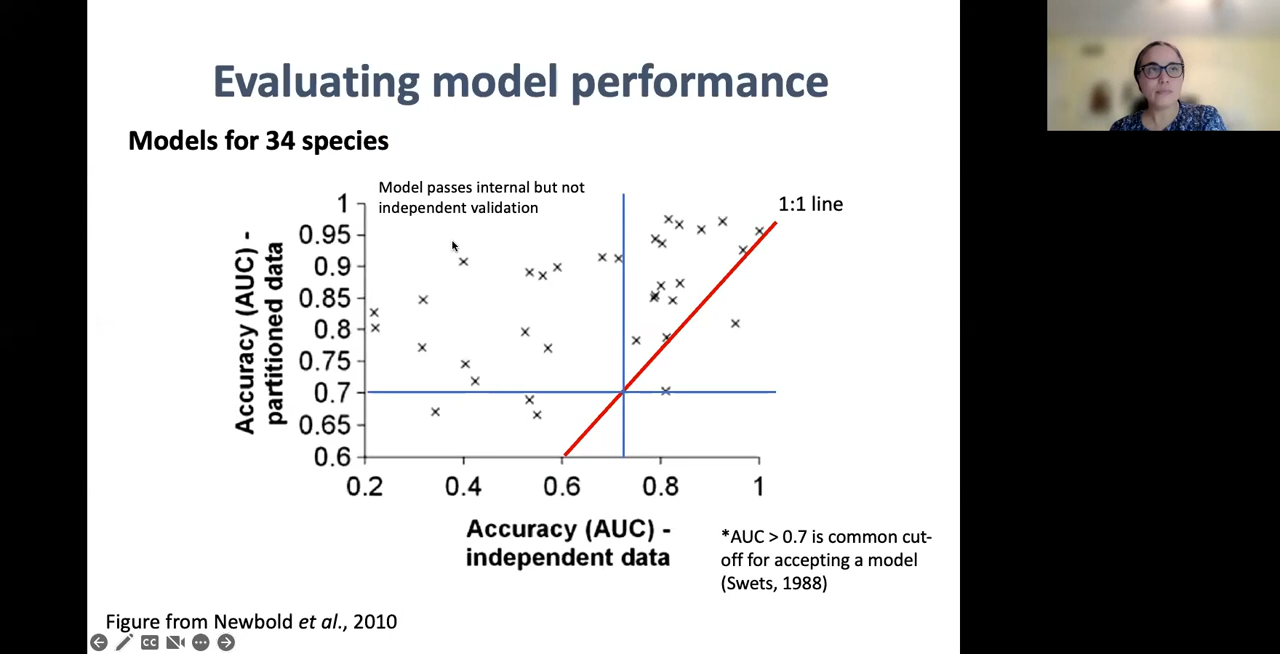 Evaluating model performance
Models for 34 species
Model passes internal but not
independent validation
1:1 line
1
0.95
0.9
0.85
0.8
0.75
0.7
0.65
0.6
Accuracy (AUC) -
partitioned data
0.2 0.4 0.6 0.8 1
Accuracy (AUC) -
independent data
*AUC > 0.7 is common cut-
off for accepting a model
(Swets, 1988)
Figure from Newbold et al., 2010
CC